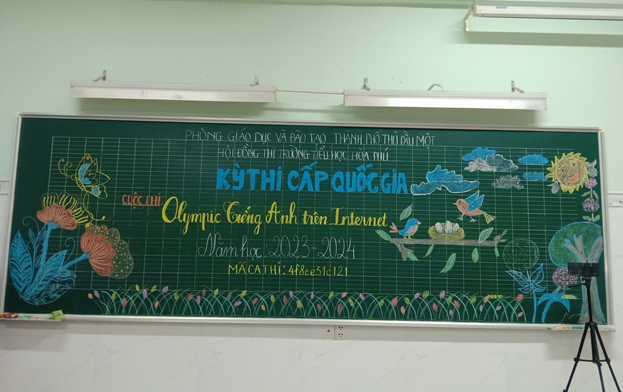 PHÒNG GIÁO DỤC VÀ ĐÀO TẠO THÀNH PHỐ THỦ DẦU MỘT
HỘI ĐỒNG THI TRƯỜNG TIỂU HỌC HÒA PHÚ
KỲ THI CẤP QUỐC GIA
CUỘC THI Olympic Tiếng Anh trên Internet
Năm học: 2023-2024
MÃ CA THI: 4f8ee31d121